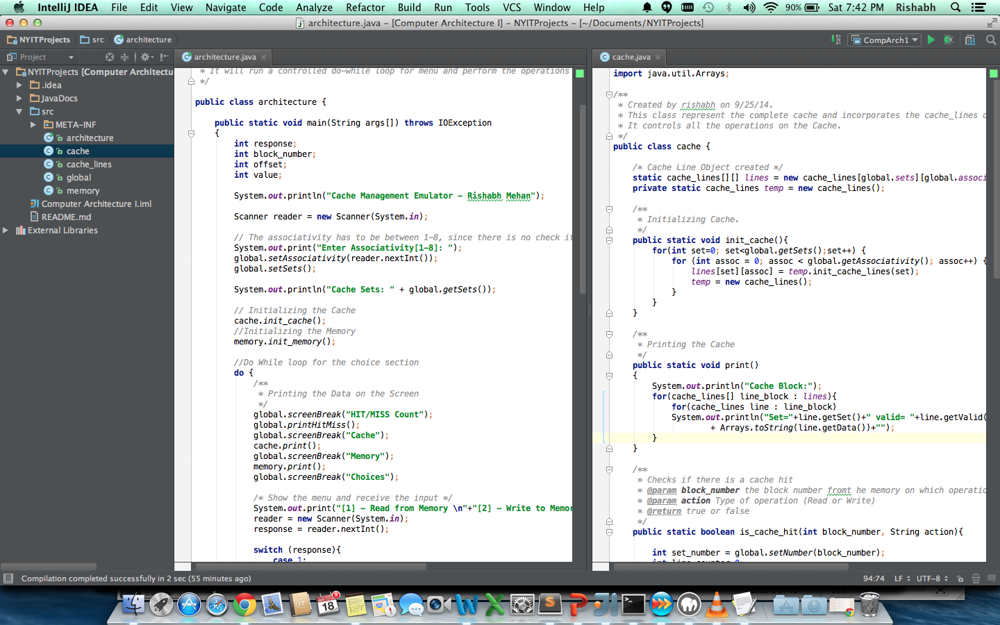 IntelliJ IDEA File Edit View Navigate Code Analyze Refactor Build Run Tools VCS Window Help 90% Sat 7:42 PM Rishabh
architecture.java – [Computer Architecture I] – NYITProjects – [~/Documents/NYITProjects]
NYITProjects src architecture CompArch1
Project
NYITProjects [Computer Architectu
.idea
JavaDocs
src
META-INF
architecture
cache
cache_lines
global
memory
Computer Architecture I.iml
README.md
External Libraries
architecture.java
* It will run a controlled do-while loop for menu and perform the operations
*/
public class architecture {
public static void main(String args[]) throws IOException
{
int response;
int block_number;
int offset;
int value;
System.out.println("Cache Management Emulator - Rishabh Mehan");
Scanner reader = new Scanner(System.in);
// The associativity has to be between 1-8, since there is no check it
System.out.print("Enter Associativity[1-8]: ");
global.setAssociativity(reader.nextInt());
global.setSets();
System.out.println("Cache Sets: " + global.getSets());
// Initializing the Cache
cache.init_cache();
//Initializing the Memory
memory.init_memory();
//Do While loop for the choice section
do {
/**
* Printing the Data on the Screen
*/
global.screenBreak("HIT/MISS Count");
global.printHitMiss();
global.screenBreak("Cache");
cache.print();
global.screenBreak("Memory");
memory.print();
global.screenBreak("Choices");
/* Show the menu and receive the input */
System.out.print("[1] - Read from Memory \n"+"[2] - Write to Memor
reader = new Scanner(System.in);
response = reader.nextInt();
switch (response){
case 1:
cache.java
import java.util.Arrays;
/**
* Created by rishabh on 9/25/14.
* This class represent the complete cache and incorporates the cache_lines o
* It controls all the operations on the Cache.
*/
public class cache {
/* Cache Line Object created */
static cache_lines[][] lines = new cache_lines[global.sets][global.associ
private static cache_lines temp = new cache_lines();
/**
* Initializing Cache.
*/
public static void init_cache(){
for(int set=0; set<global.getSets();set++) {
for (int assoc = 0; assoc < global.getAssociativity(); assoc++) {
lines[set][assoc] = temp.init_cache_lines(set);
temp = new cache_lines();
}
}
}
/**
* Printing the Cache
*/
public static void print()
{
System.out.println("Cache Block:");
for(cache_lines[] line_block : lines){
for(cache_lines line : line_block)
System.out.println("Set="+line.getSet()+" valid= "+line.getValid(
+ Arrays.toString(line.getData())+"");
}
}
/**
* Checks if there is a cache hit
* @param block_number the block number fromt he memory on which operatio
* @param action Type of operation (Read or Write)
* @return true or false
*/
public static boolean is_cache_hit(int block_number, String action){
int set_number = global.setNumber(block_number);
Compilation completed successfully in 2 sec (55 minutes ago) 94:74 LF UTF-8